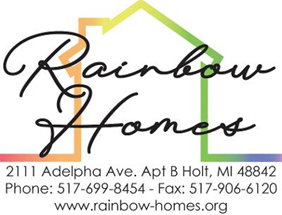 Rainbow
Homes
2111 Adelpha Ave. Apt B Holt, MI 48842
Phone: 517-699-8454 - Fax: 517-906-6120
www.rainbow-homes.org